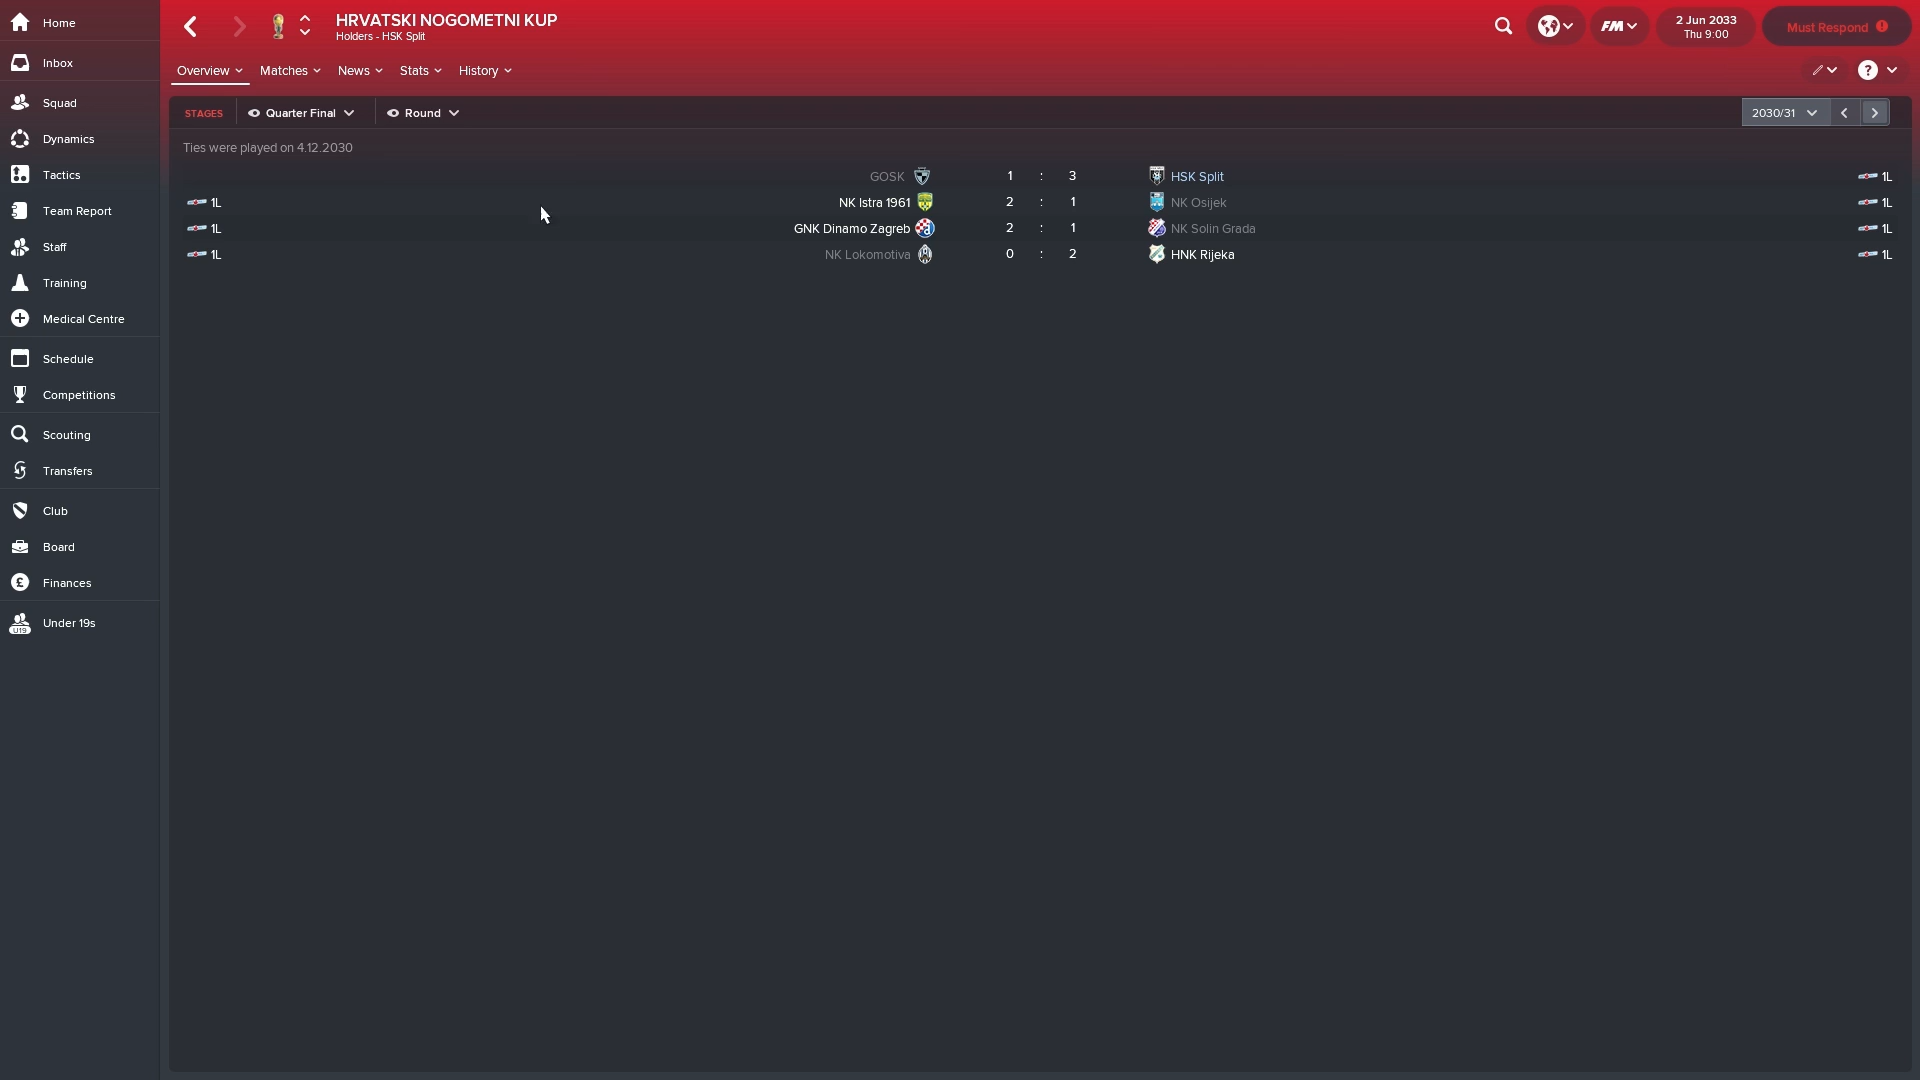 Home
Inbox
Squad
Dynamics
Tactics
Team Report
Staff
Training
Medical Centre
Schedule
Competitions
Scouting
Transfers
Club
Board
Finances
U19
Under 19s
HRVATSKI NOGOMETNI KUP
Holders - HSK Split
FM
2 Jun 2033
Thu 9:00
Must Respond
Overview Matches News Stats History
?
STAGES Quarter Final Round 2030/31
Ties were played on 4.12.2030
GOSK 1 : 3 HSK Split 1L
1L NK Istra 1961 2 : 1 NK Osijek 1L
1L GNK Dinamo Zagreb 2 : 1 NK Solin Grada 1L
1L NK Lokomotiva 0 : 2 HNK Rijeka 1L